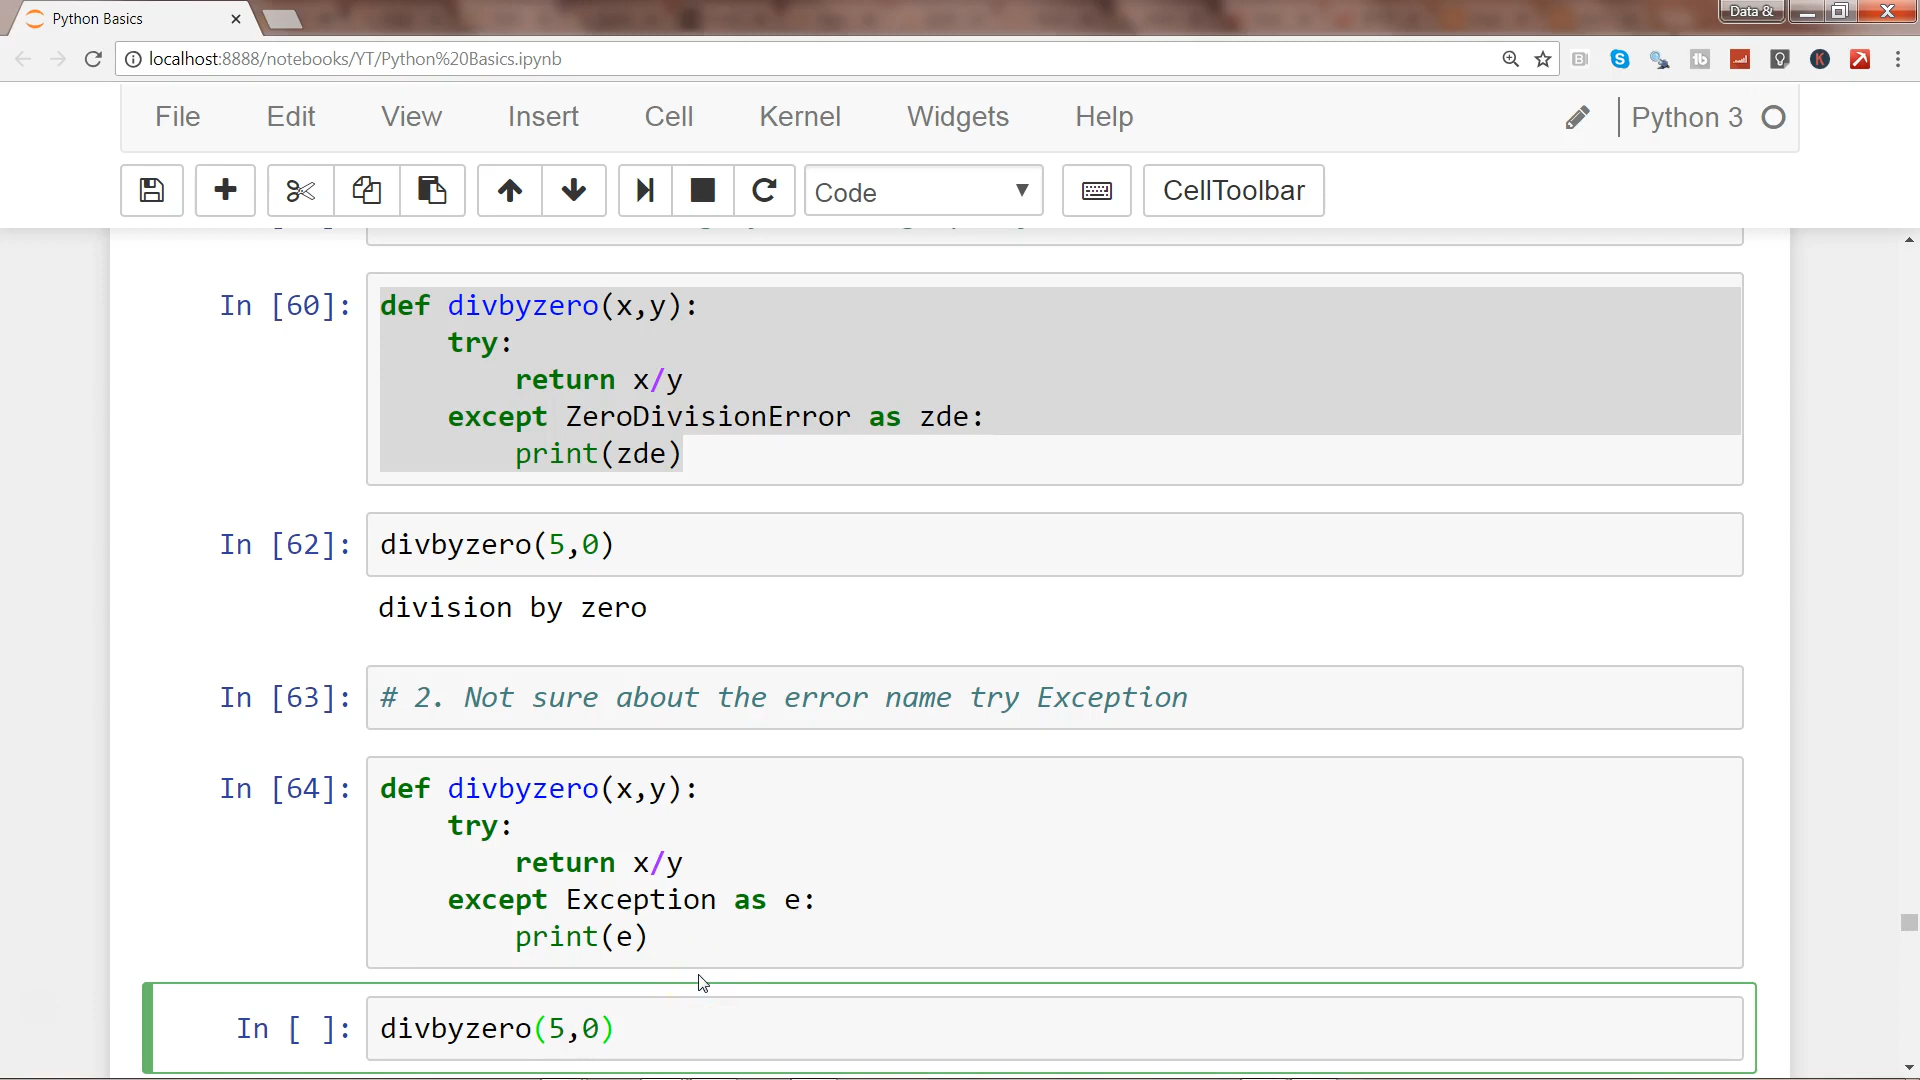 Python Basics
Data &
localhost:8888/notebooks/YT/Python%20Basics.ipynb
File Edit View Insert Cell Kernel Widgets Help Python 3
Code CellToolbar
In [60]: def divbyzero(x,y):
try:
return x/y
except ZeroDivisionError as zde:
print(zde)
In [62]: divbyzero(5,0)
division by zero
In [63]: # 2. Not sure about the error name try Exception
In [64]: def divbyzero(x,y):
try:
return x/y
except Exception as e:
print(e)
In [ ]: divbyzero(5,0)